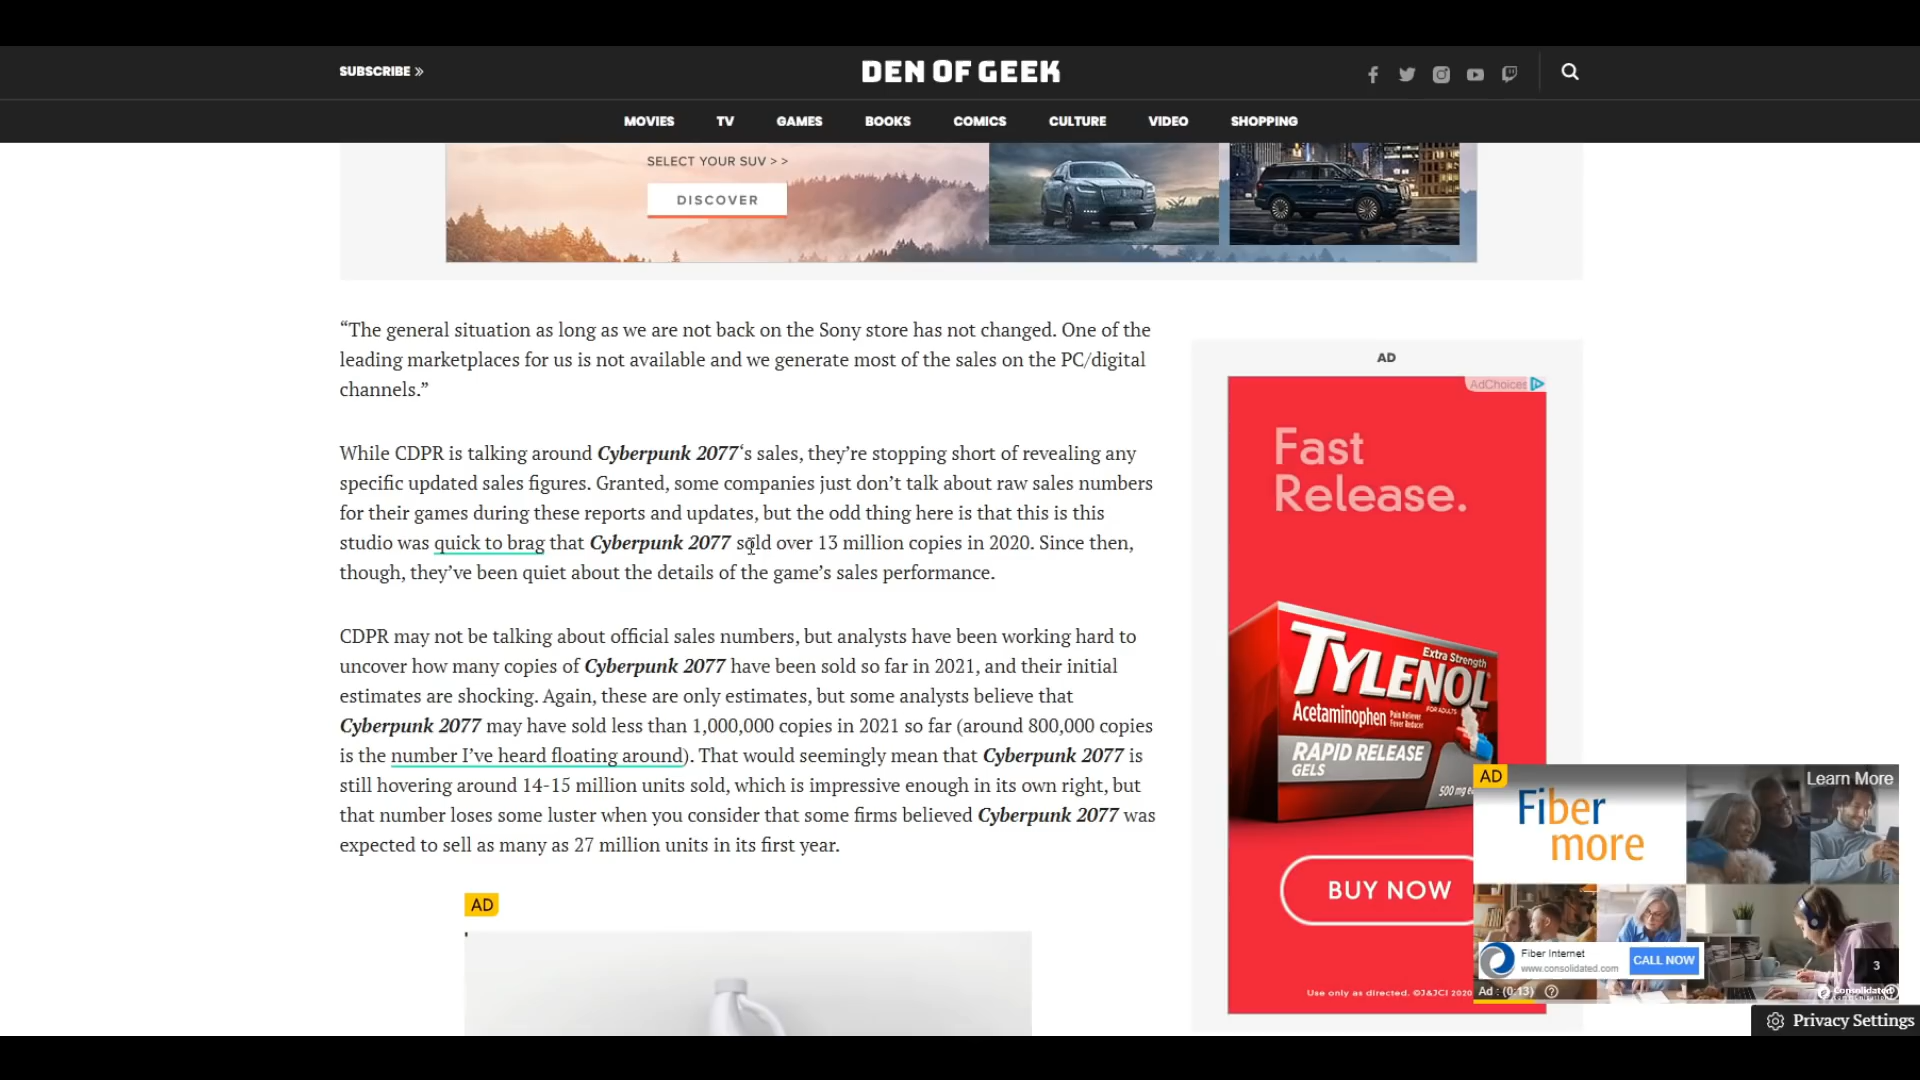 SUBSCRIBE »
DEN OF GEEK
MOVIES TV GAMES BOOKS COMICS CULTURE VIDEO SHOPPING
SELECT YOUR SUV > >
DISCOVER
“The general situation as long as we are not back on the Sony store has not changed. One of the
leading marketplaces for us is not available and we generate most of the sales on the PC/digital
channels.”
While CDPR is talking around Cyberpunk 2077‘s sales, they’re stopping short of revealing any
specific updated sales figures. Granted, some companies just don’t talk about raw sales numbers
for their games during these reports and updates, but the odd thing here is that this is this
studio was quick to brag that Cyberpunk 2077 sold over 13 million copies in 2020. Since then,
though, they’ve been quiet about the details of the game’s sales performance.
CDPR may not be talking about official sales numbers, but analysts have been working hard to
uncover how many copies of Cyberpunk 2077 have been sold so far in 2021, and their initial
estimates are shocking. Again, these are only estimates, but some analysts believe that
Cyberpunk 2077 may have sold less than 1,000,000 copies in 2021 so far (around 800,000 copies
is the number I’ve heard floating around). That would seemingly mean that Cyberpunk 2077 is
still hovering around 14-15 million units sold, which is impressive enough in its own right, but
that number loses some luster when you consider that some firms believed Cyberpunk 2077 was
expected to sell as many as 27 million units in its first year.
AD
AD
AdChoices
Fast
Release.
Extra Strength
TYLENOL
FOR ADULTS
Acetaminophen Pain Reliever
Fever Reducer
RAPID RELEASE
GELS
500 mg
BUY NOW
Use only as directed. ©J&JCI 2020
AD
Learn More
Fiber
more
Fiber Internet
www.consolidated.com
CALL NOW
3
Ad : (0:13)
Consolidated
Privacy Settings